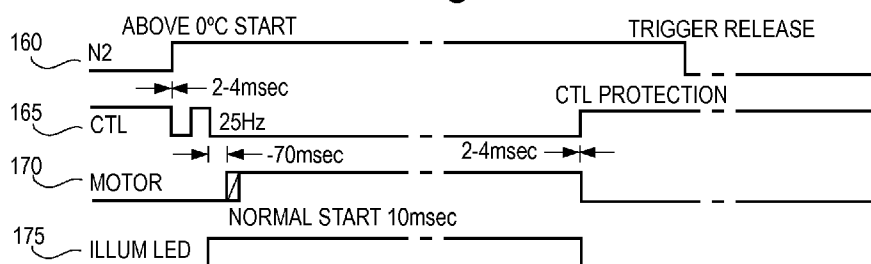 ABOVE 0ºC START
TRIGGER RELEASE
160
N2
2-4msec
CTL PROTECTION
165
CTL
25Hz
-70msec
2-4msec
170
MOTOR
NORMAL START 10msec
175
ILLUM LED